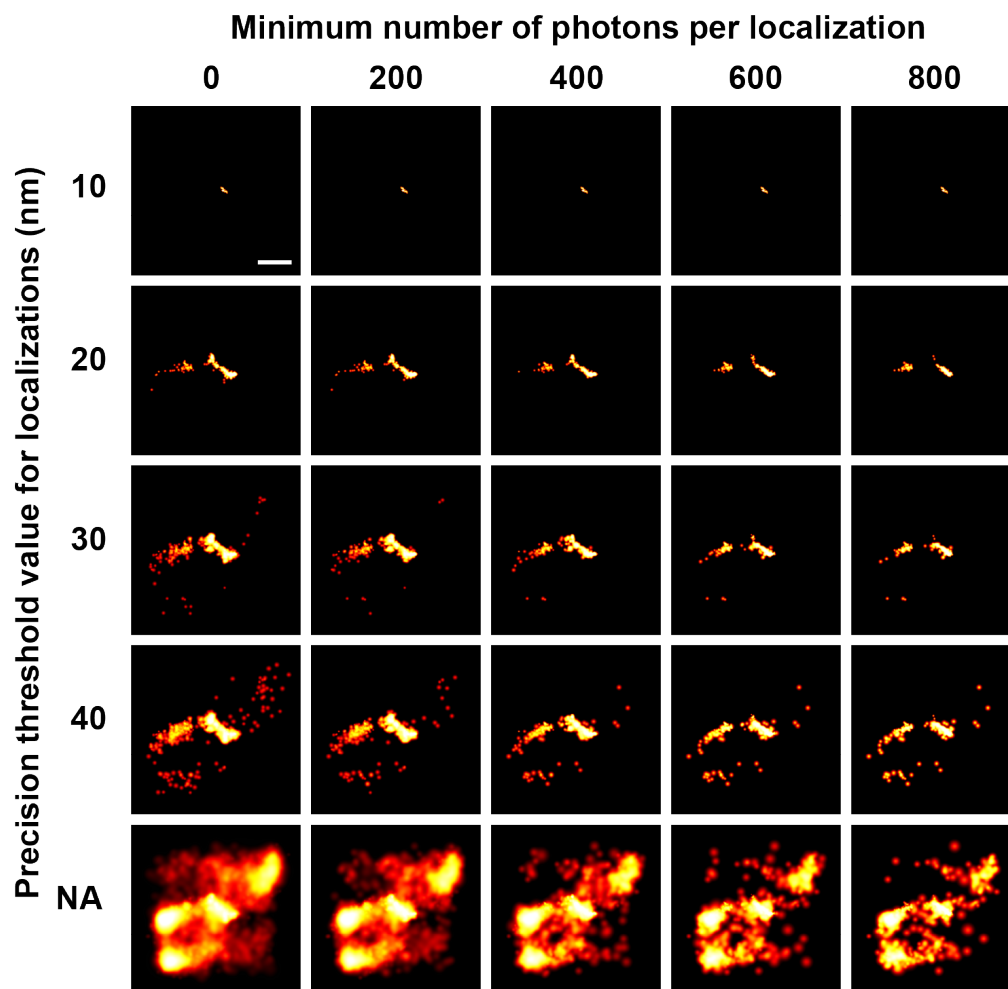 Minimum number of photons per localization
0 200 400 600 800
Precision threshold value for localizations (nm)
10
20
30
40
NA